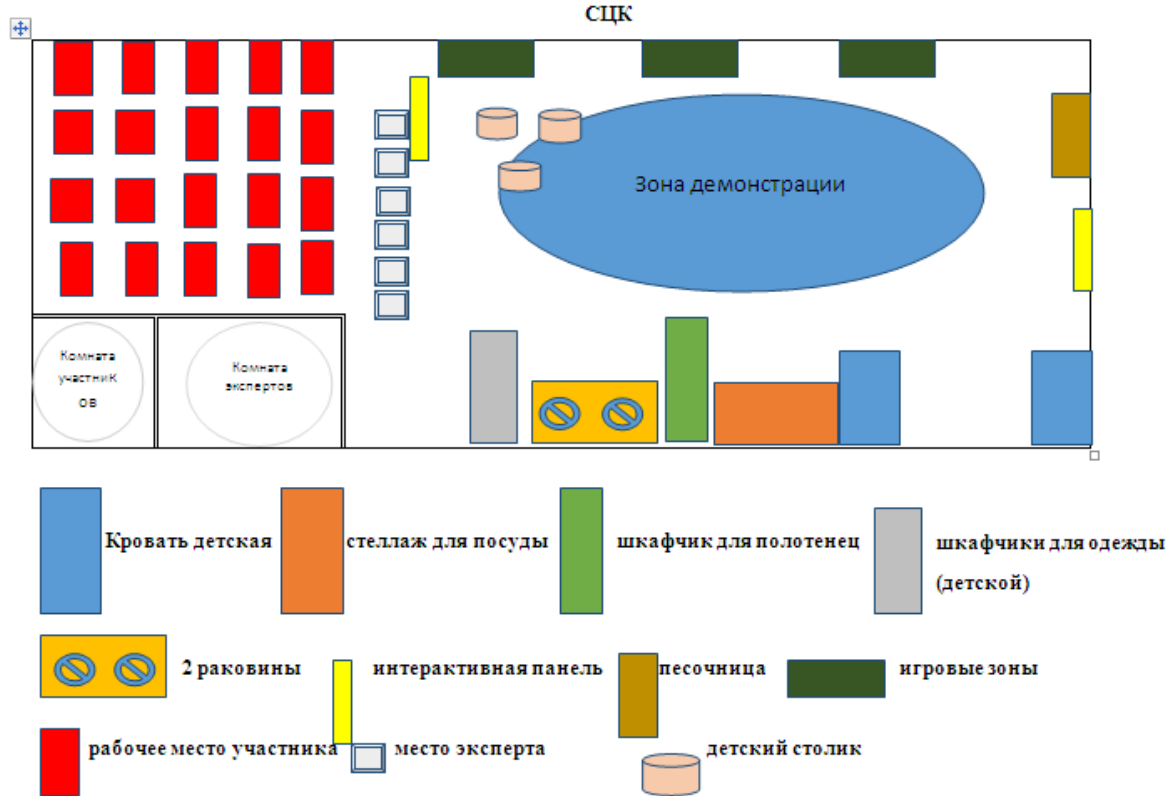 СЦК
Зона демонстрации
Комната
участниК
ОВ
Комната
экспертов
Кровать детская
стеллаж для посуды
шкафчик для полотенец
шкафчики для одежды
(детской)
2 раковины
интерактивная панель
песочница
игровые зоны
рабочее место участника
место эксперта
детский столик